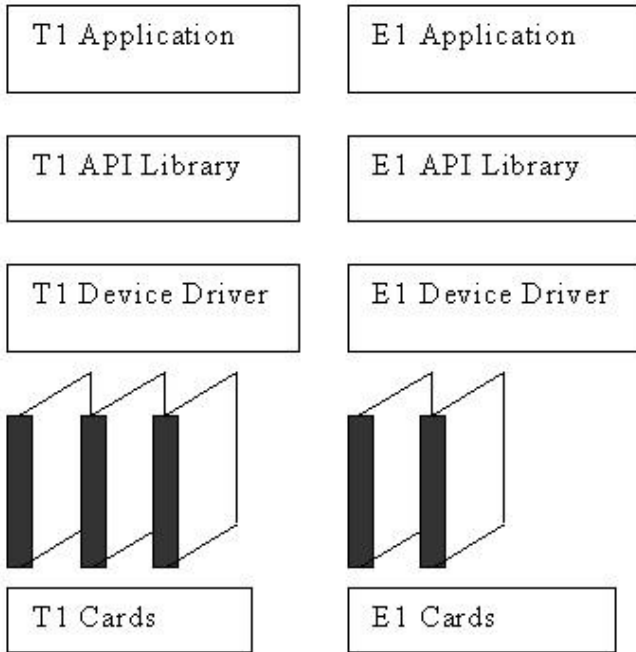 T1 Application
E1 Application
T1 API Library
E1 API Library
T1 Device Driver
E1 Device Driver
T1 Cards
E1 Cards